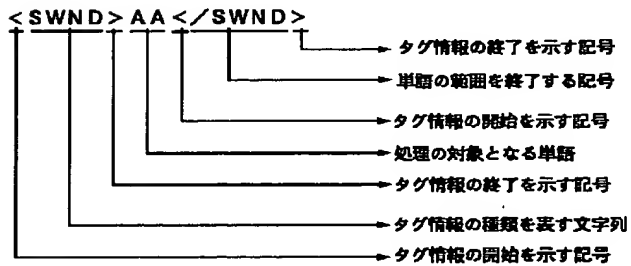 <SWND>AA</SWND>
タグ情報の終了を示す記号
単語の範囲を終了する記号
タグ情報の開始を示す記号
処理の対象となる単語
タグ情報の終了を示す記号
タグ情報の種類を表す文字列
タグ情報の開始を示す記号